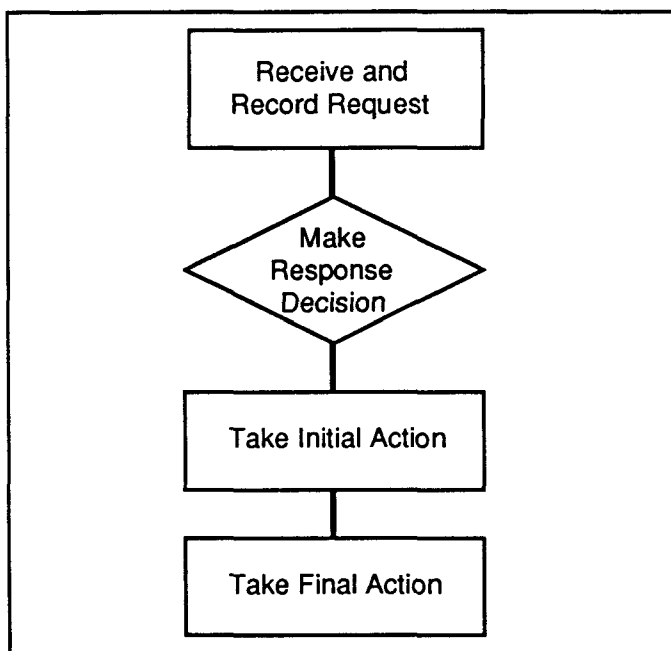 Receive and
Record Request
Make
Response
Decision
Take Initial Action
Take Final Action